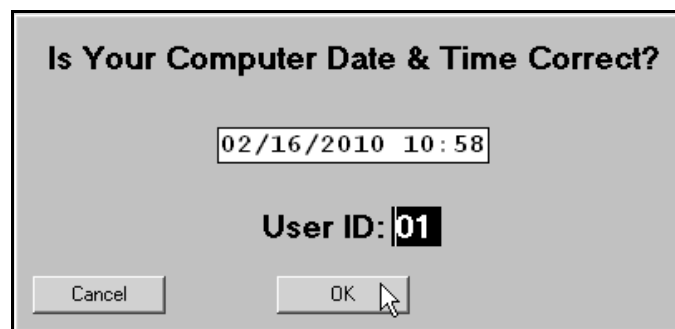 Is Your Computer Date & Time Correct?
02/16/2010 10:58
User ID: 01
Cancel OK